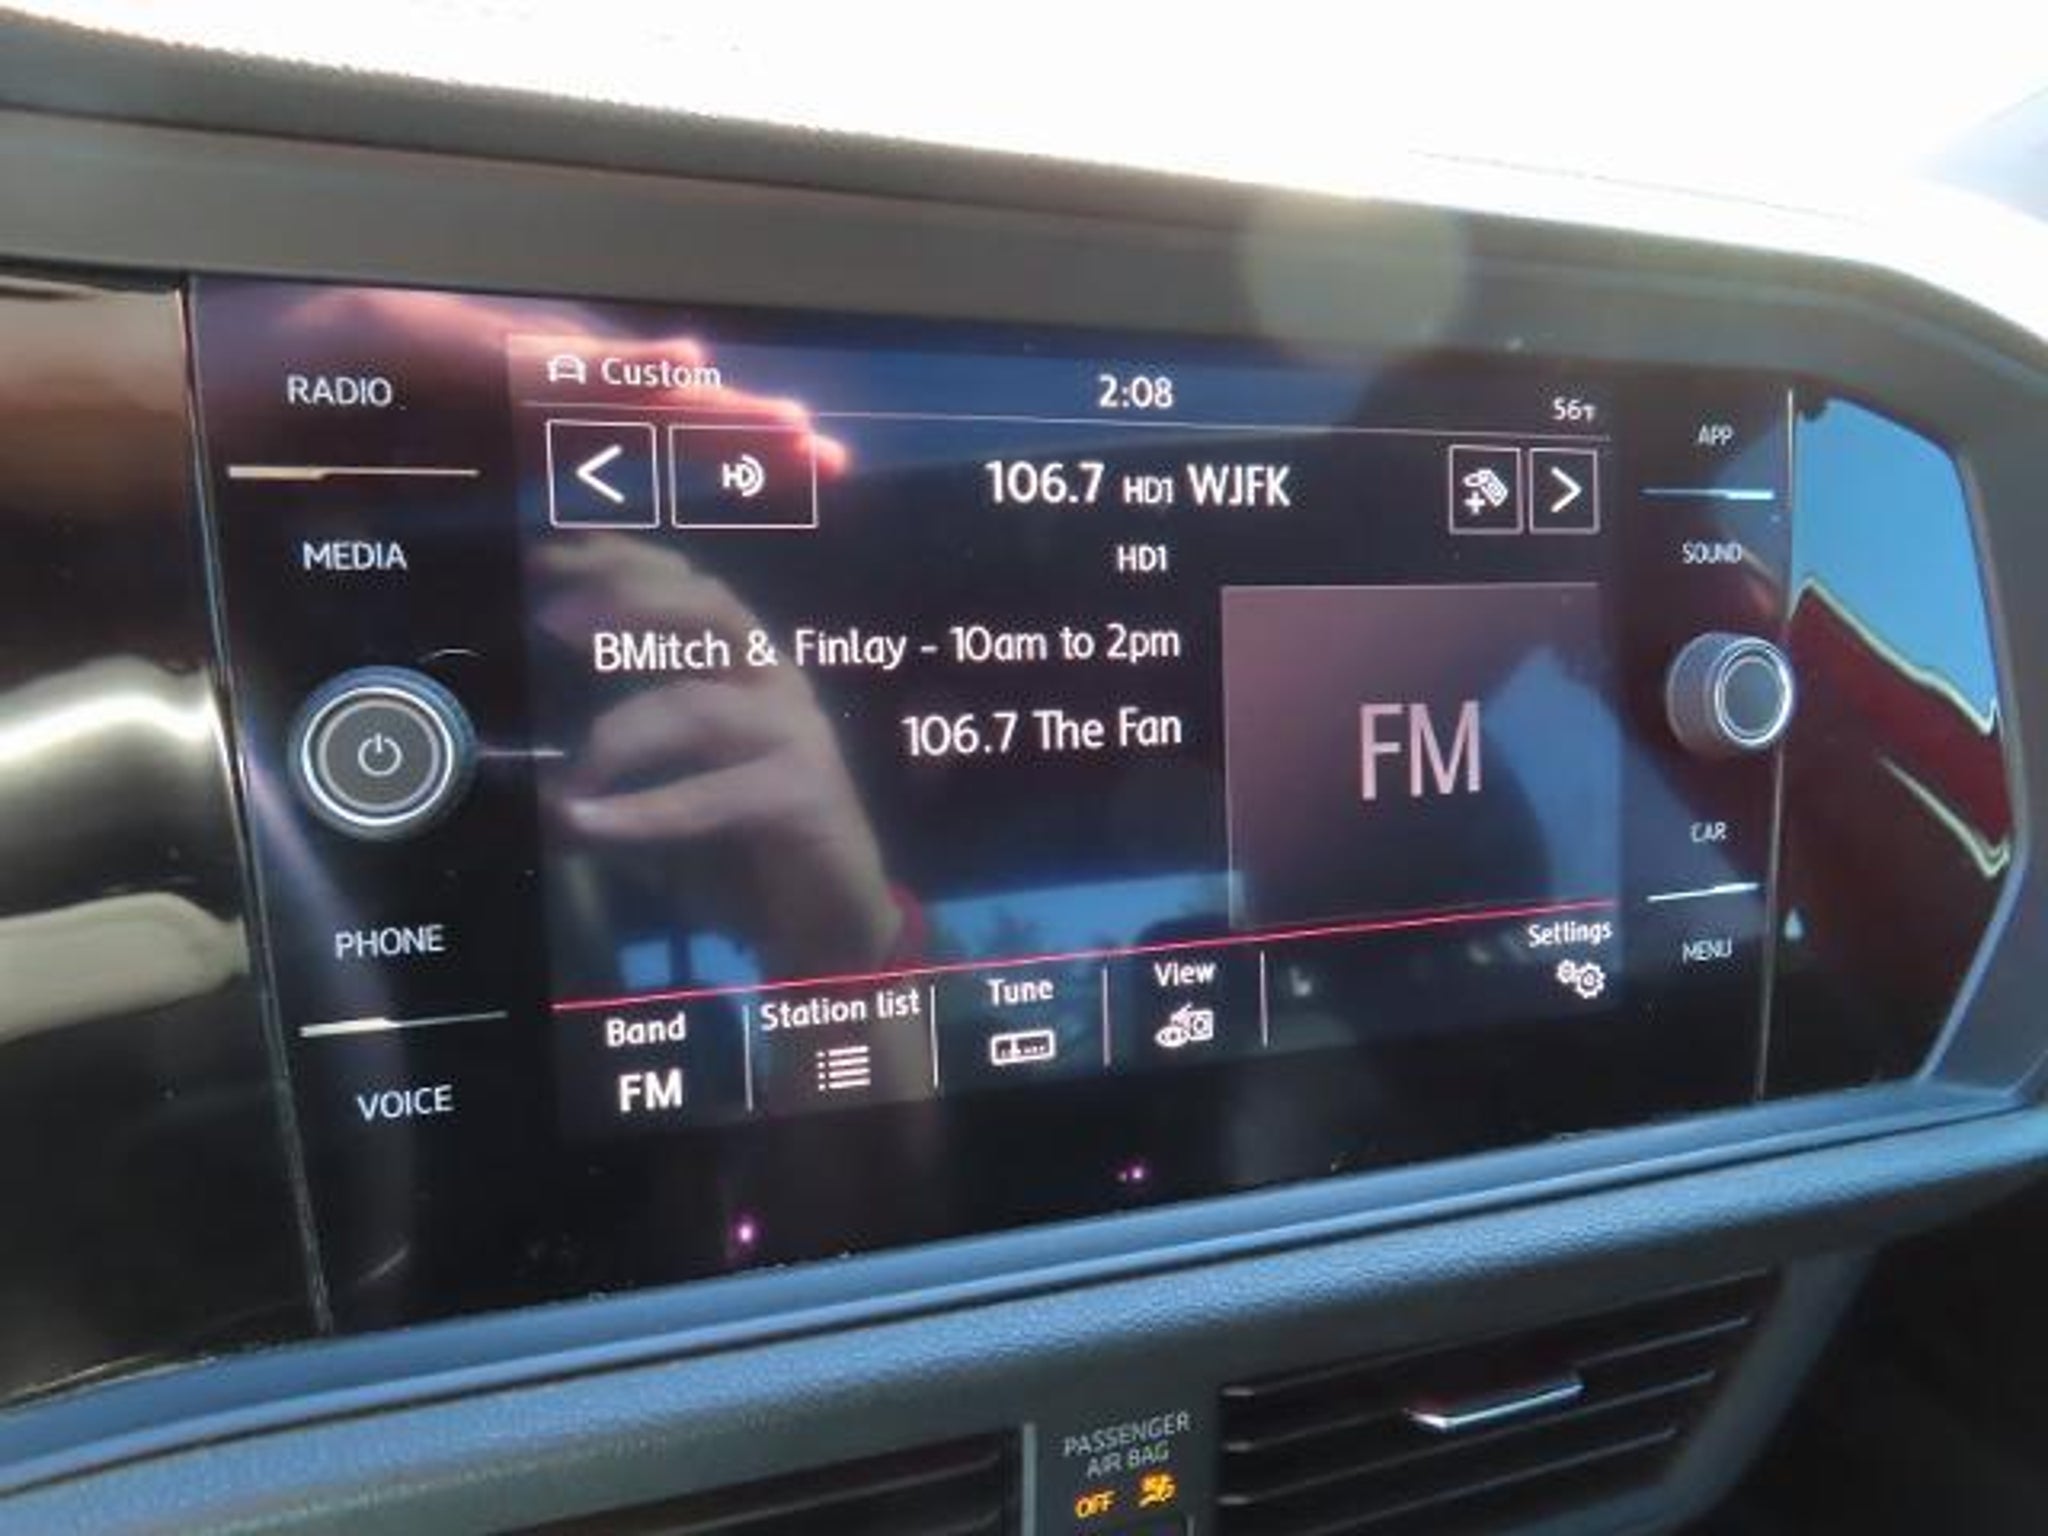 RADIO
MEDIA
PHONE
VOICE
Custom
2:08
56°F
HD
106.7 HD1 WJFK
HD1
BMitch & Finlay - 10am to 2pm
106.7 The Fan
FM
Band
FM
Station list
Tune
View
Settings
APP
SOUND
CAR
MENU
PASSENGER
AIR BAG
OFF